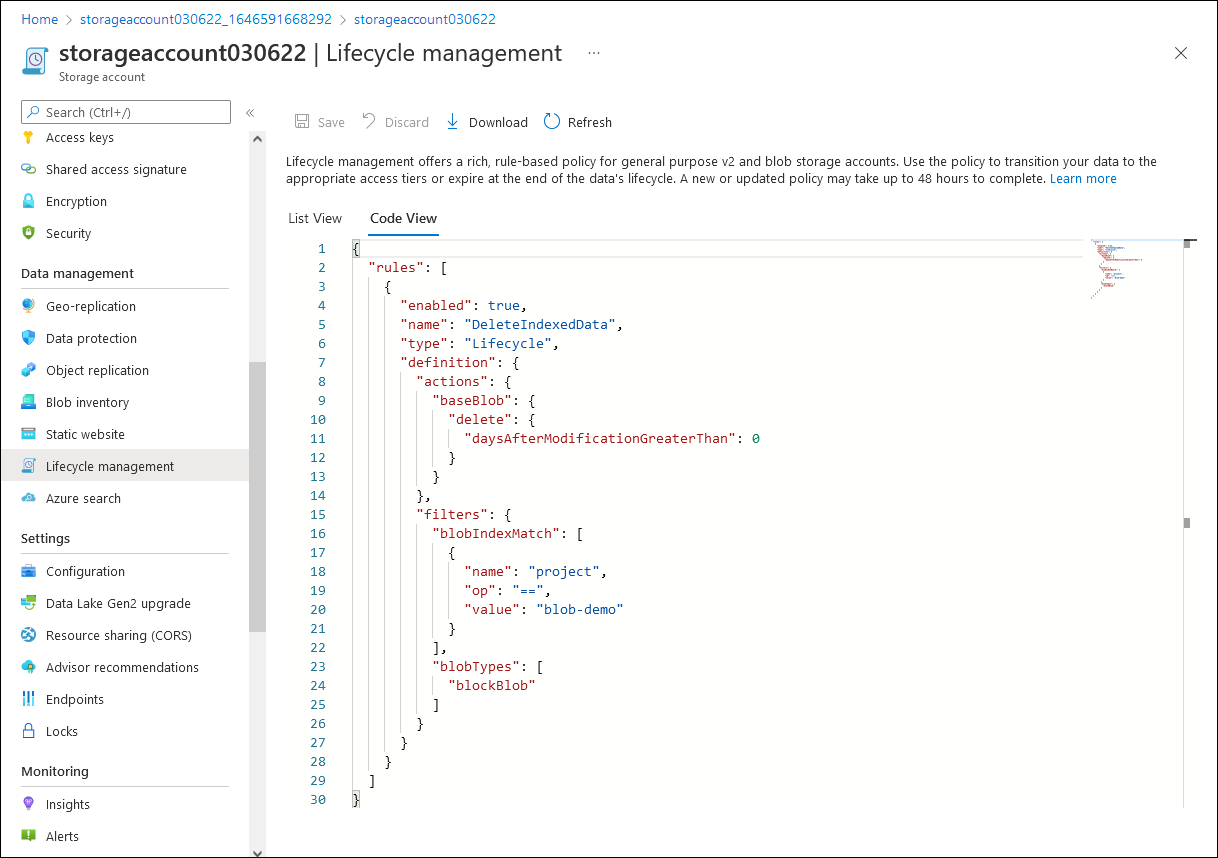 Home > storageaccount030622_1646591668292 > storageaccount030622
storageaccount030622 | Lifecycle management ...
Storage account
Search (Ctrl+/)
«
Access keys
Shared access signature
Encryption
Security
Data management
Geo-replication
Data protection
Object replication
Blob inventory
Static website
Lifecycle management
Azure search
Settings
Configuration
Data Lake Gen2 upgrade
Resource sharing (CORS)
Advisor recommendations
Endpoints
Locks
Monitoring
Insights
Alerts
Save Discard Download Refresh
Lifecycle management offers a rich, rule-based policy for general purpose v2 and blob storage accounts. Use the policy to transition your data to the
appropriate access tiers or expire at the end of the data's lifecycle. A new or updated policy may take up to 48 hours to complete. Learn more
List View Code View
1 {
2 "rules": [
3 {
4 "enabled": true,
5 "name": "DeleteIndexedData",
6 "type": "Lifecycle",
7 "definition": {
8 "actions": {
9 "baseBlob": {
10 "delete": {
11 "daysAfterModificationGreaterThan": 0
12 }
13 }
14 },
15 "filters": {
16 "blobIndexMatch": [
17 {
18 "name": "project",
19 "op": "==",
20 "value": "blob-demo"
21 }
22 ],
23 "blobTypes": [
24 "blockBlob"
25 ]
26 }
27 }
28 }
29 ]
30 }